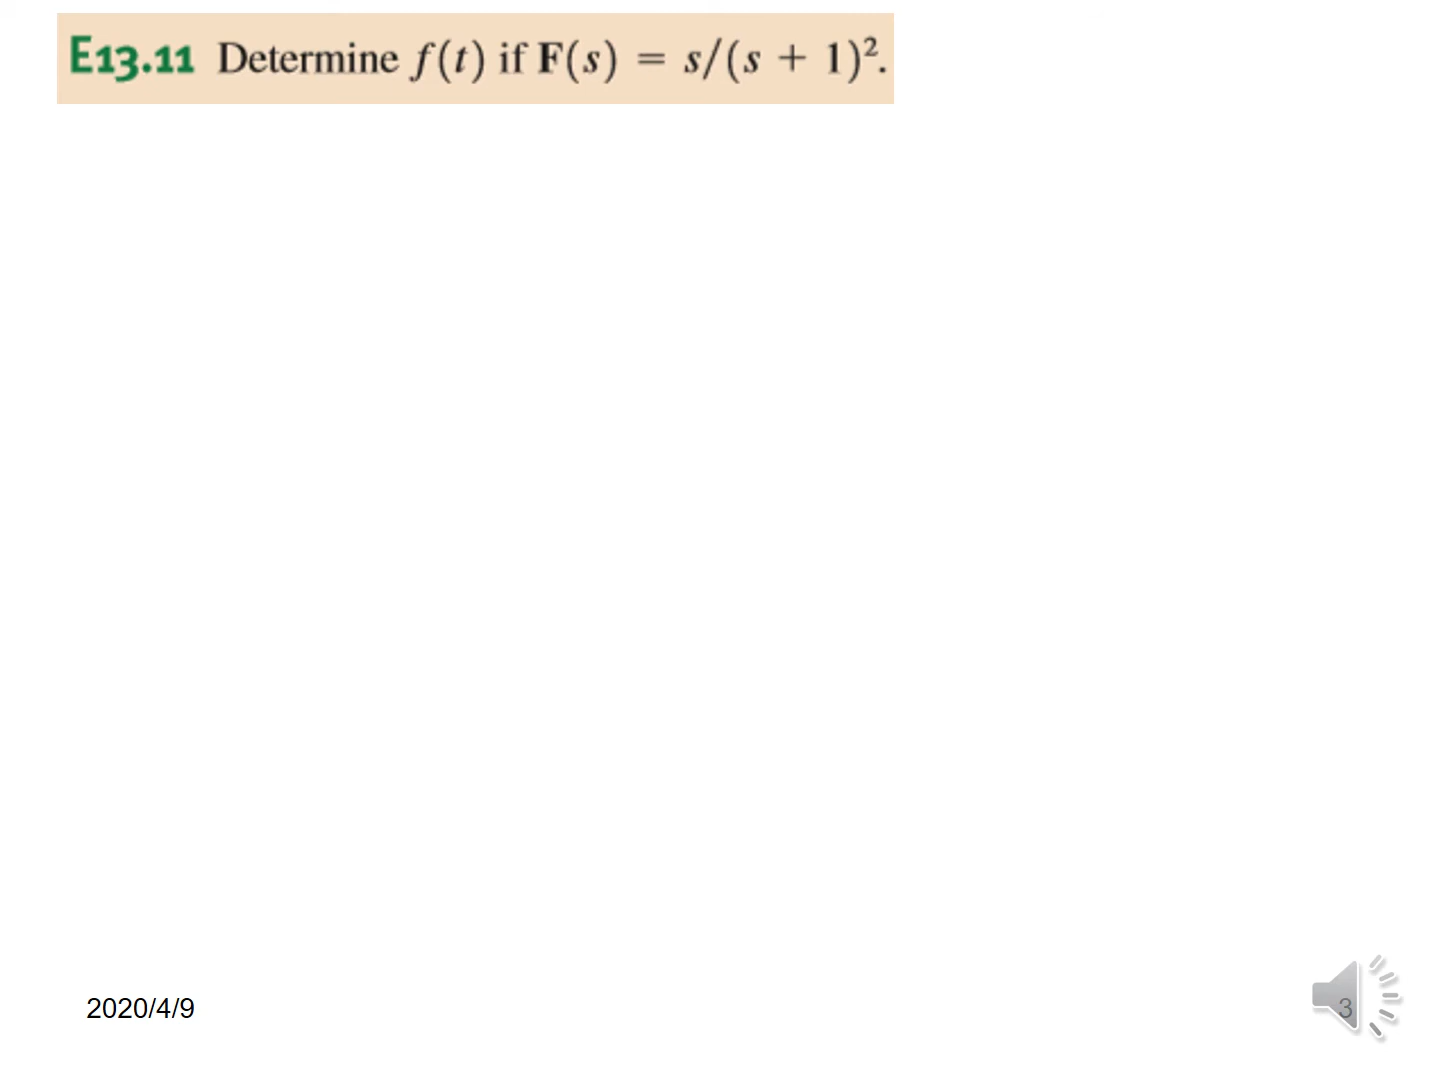 E13.11 Determine f(t) if F(s) = s/(s + 1)².
2020/4/9
3